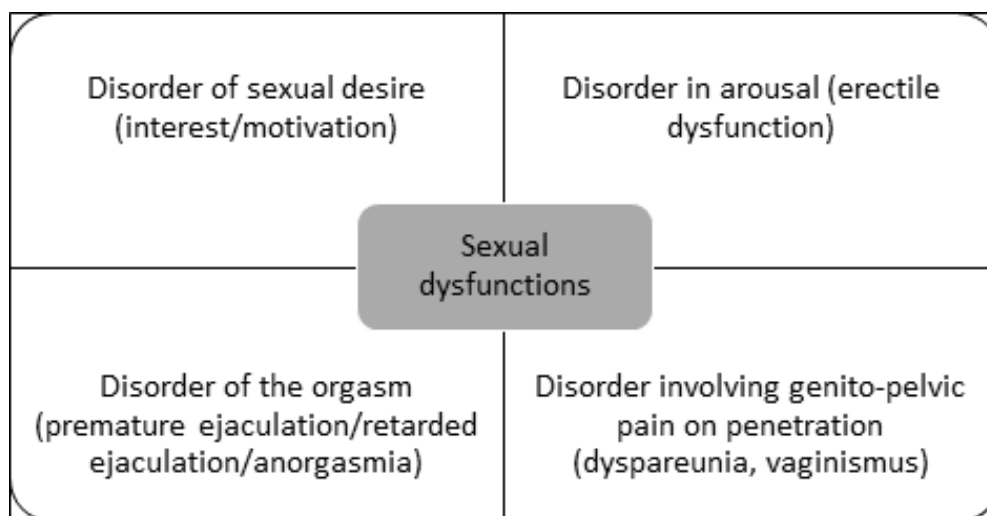 Disorder of sexual desire
(interest/motivation)
Disorder in arousal (erectile
dysfunction)
Sexual
dysfunctions
Disorder of the orgasm
(premature ejaculation/retarded
ejaculation/anorgasmia)
Disorder involving genito-pelvic
pain on penetration
(dyspareunia, vaginismus)